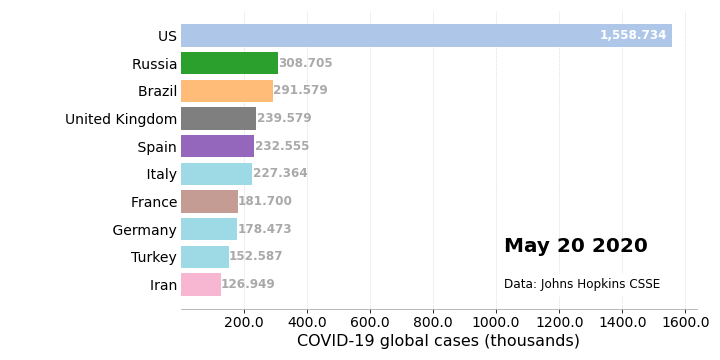 US 1,558.734
Russia 308.705
Brazil 291.579
United Kingdom 239.579
Spain 232.555
Italy 227.364
France 181.700
Germany 178.473
Turkey 152.587
Iran 126.949
May 20 2020
Data: Johns Hopkins CSSE
200.0 400.0 600.0 800.0 1000.0 1200.0 1400.0 1600.0
COVID-19 global cases (thousands)